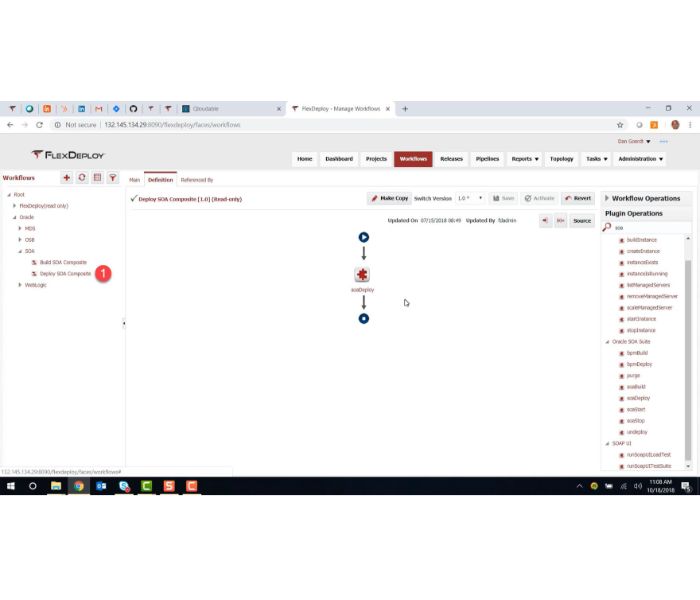 Cloudable
FlexDeploy - Manage Workflows
Not secure | 132.145.134.29:8090/flexdeploy/faces/workflows
Dan Goerdt
FLEXDEPLOY
Home Dashboard Projects Workflows Releases Pipelines Reports Topology Tasks Administration
Workflows
Main Definition Referenced By
Root
FlexDeploy(read only)
Oracle
MDS
OSB
SOA
Build SOA Composite
Deploy SOA Composite
1
WebLogic
Deploy SOA Composite [1.0] (Read-only)
Make Copy Switch Version 1.0 * Save Activate Revert
Updated On 07/15/2018 08:49 Updated By fdadmin Source
soaDeploy
Workflow Operations
Plugin Operations
soa
buildInstance
createInstance
instanceExists
instanceIsRunning
listManagedServers
removeManagedServer
scaleManagedServer
startInstance
stopInstance
Oracle SOA Suite
bpmBuild
bpmDeploy
purge
soaBuild
soaDeploy
soaStart
soaStop
undeploy
SOAP UI
runSoapUILoadTest
runSoapUITestSuite
132.145.134.29:8090/flexdeploy/faces/workflows#
11:08 AM
10/18/2018